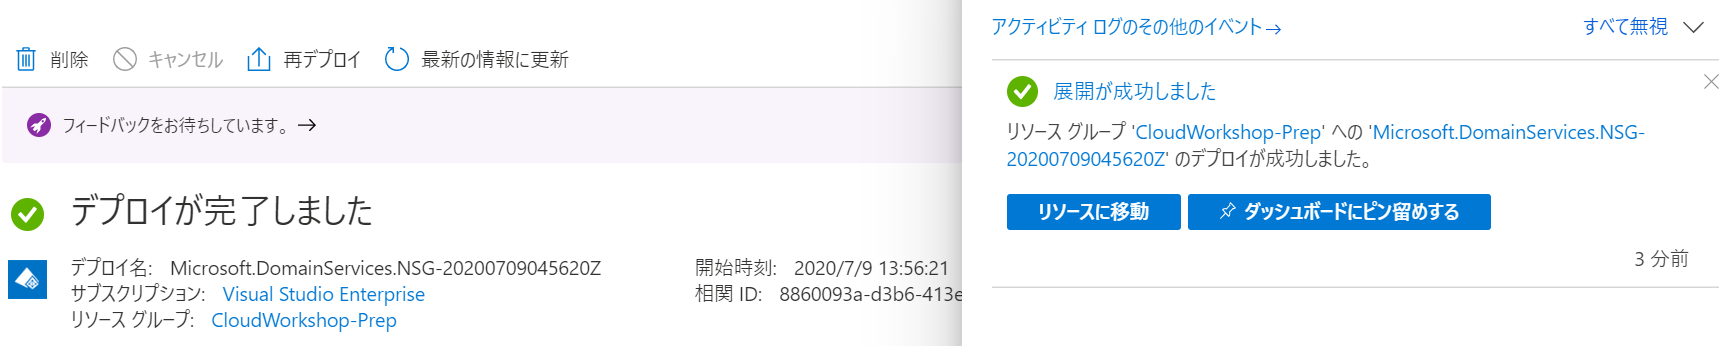 削除 キャンセル 再デプロイ 最新の情報に更新
フィードバックをお待ちしています。 →
デプロイが完了しました
デプロイ名: Microsoft.DomainServices.NSG-20200709045620Z
サブスクリプション: Visual Studio Enterprise
リソース グループ: CloudWorkshop-Prep
開始時刻: 2020/7/9 13:56:21
相関 ID: 8860093a-d3b6-413e
アクティビティ ログのその他のイベント→ すべて無視
展開が成功しました
リソース グループ 'CloudWorkshop-Prep' への 'Microsoft.DomainServices.NSG-
20200709045620Z' のデプロイが成功しました。
リソースに移動 ダッシュボードにピン留めする
3 分前